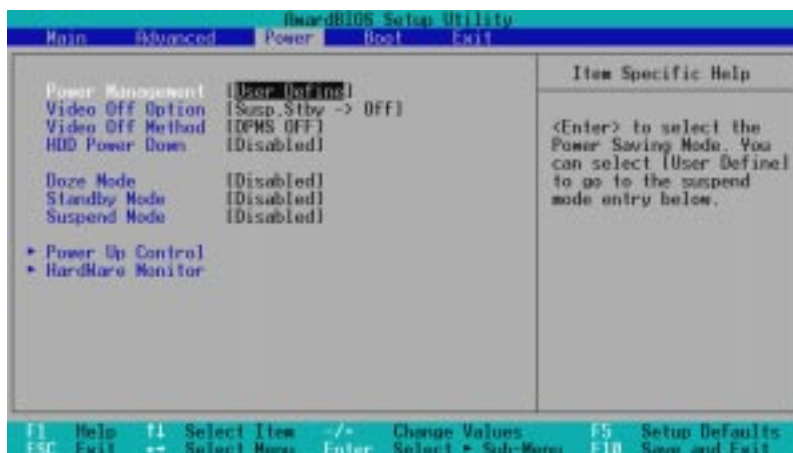 AwardBIOS Setup Utility
Main Advanced Power Boot Exit
Power Management [User Define]
Video Off Option [Susp,Stby -> Off]
Video Off Method [DPMS OFF]
HDD Power Down [Disabled]
Doze Mode [Disabled]
Standby Mode [Disabled]
Suspend Mode [Disabled]
► Power Up Control
► HardWare Monitor
Item Specific Help
<Enter> to select the
Power Saving Mode. You
can select [User Define]
to go to the suspend
mode entry below.
F1 Help ↑↓ Select Item -/+ Change Values F5 Setup Defaults
ESC Exit ←→ Select Menu Enter Select ► Sub-Menu F10 Save and Exit